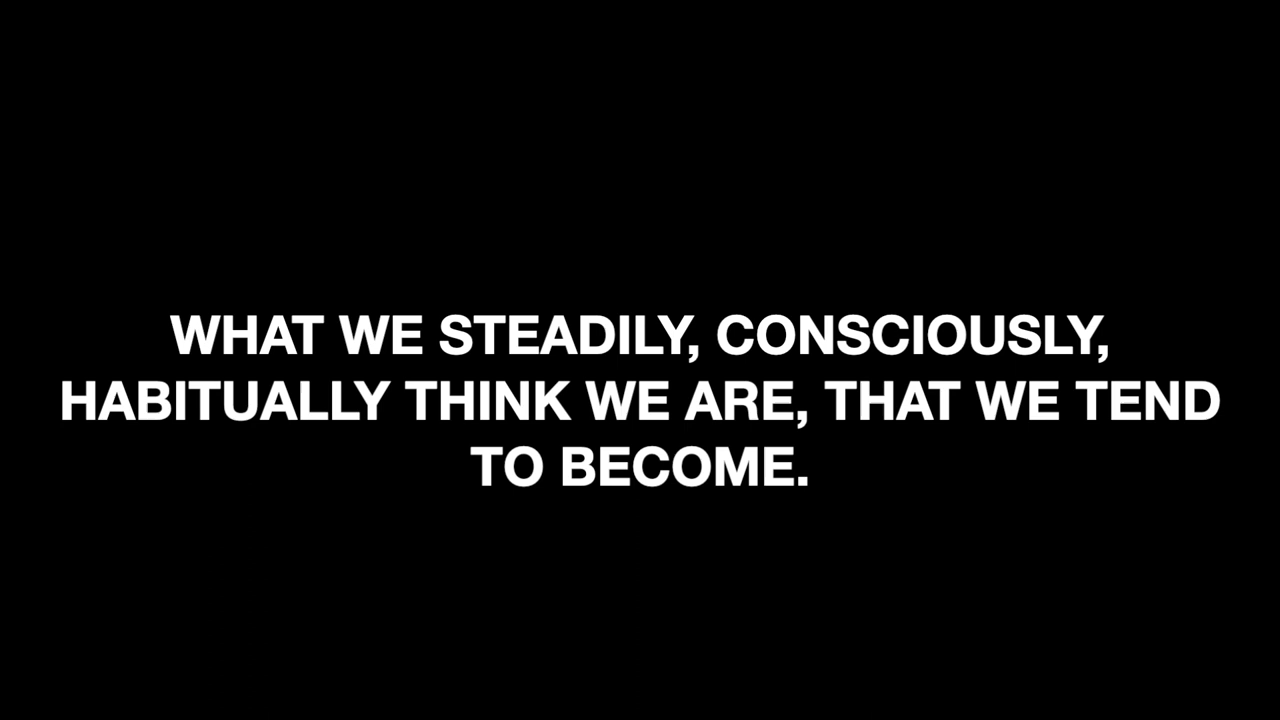 WHAT WE STEADILY, CONSCIOUSLY,
HABITUALLY THINK WE ARE, THAT WE TEND
TO BECOME.